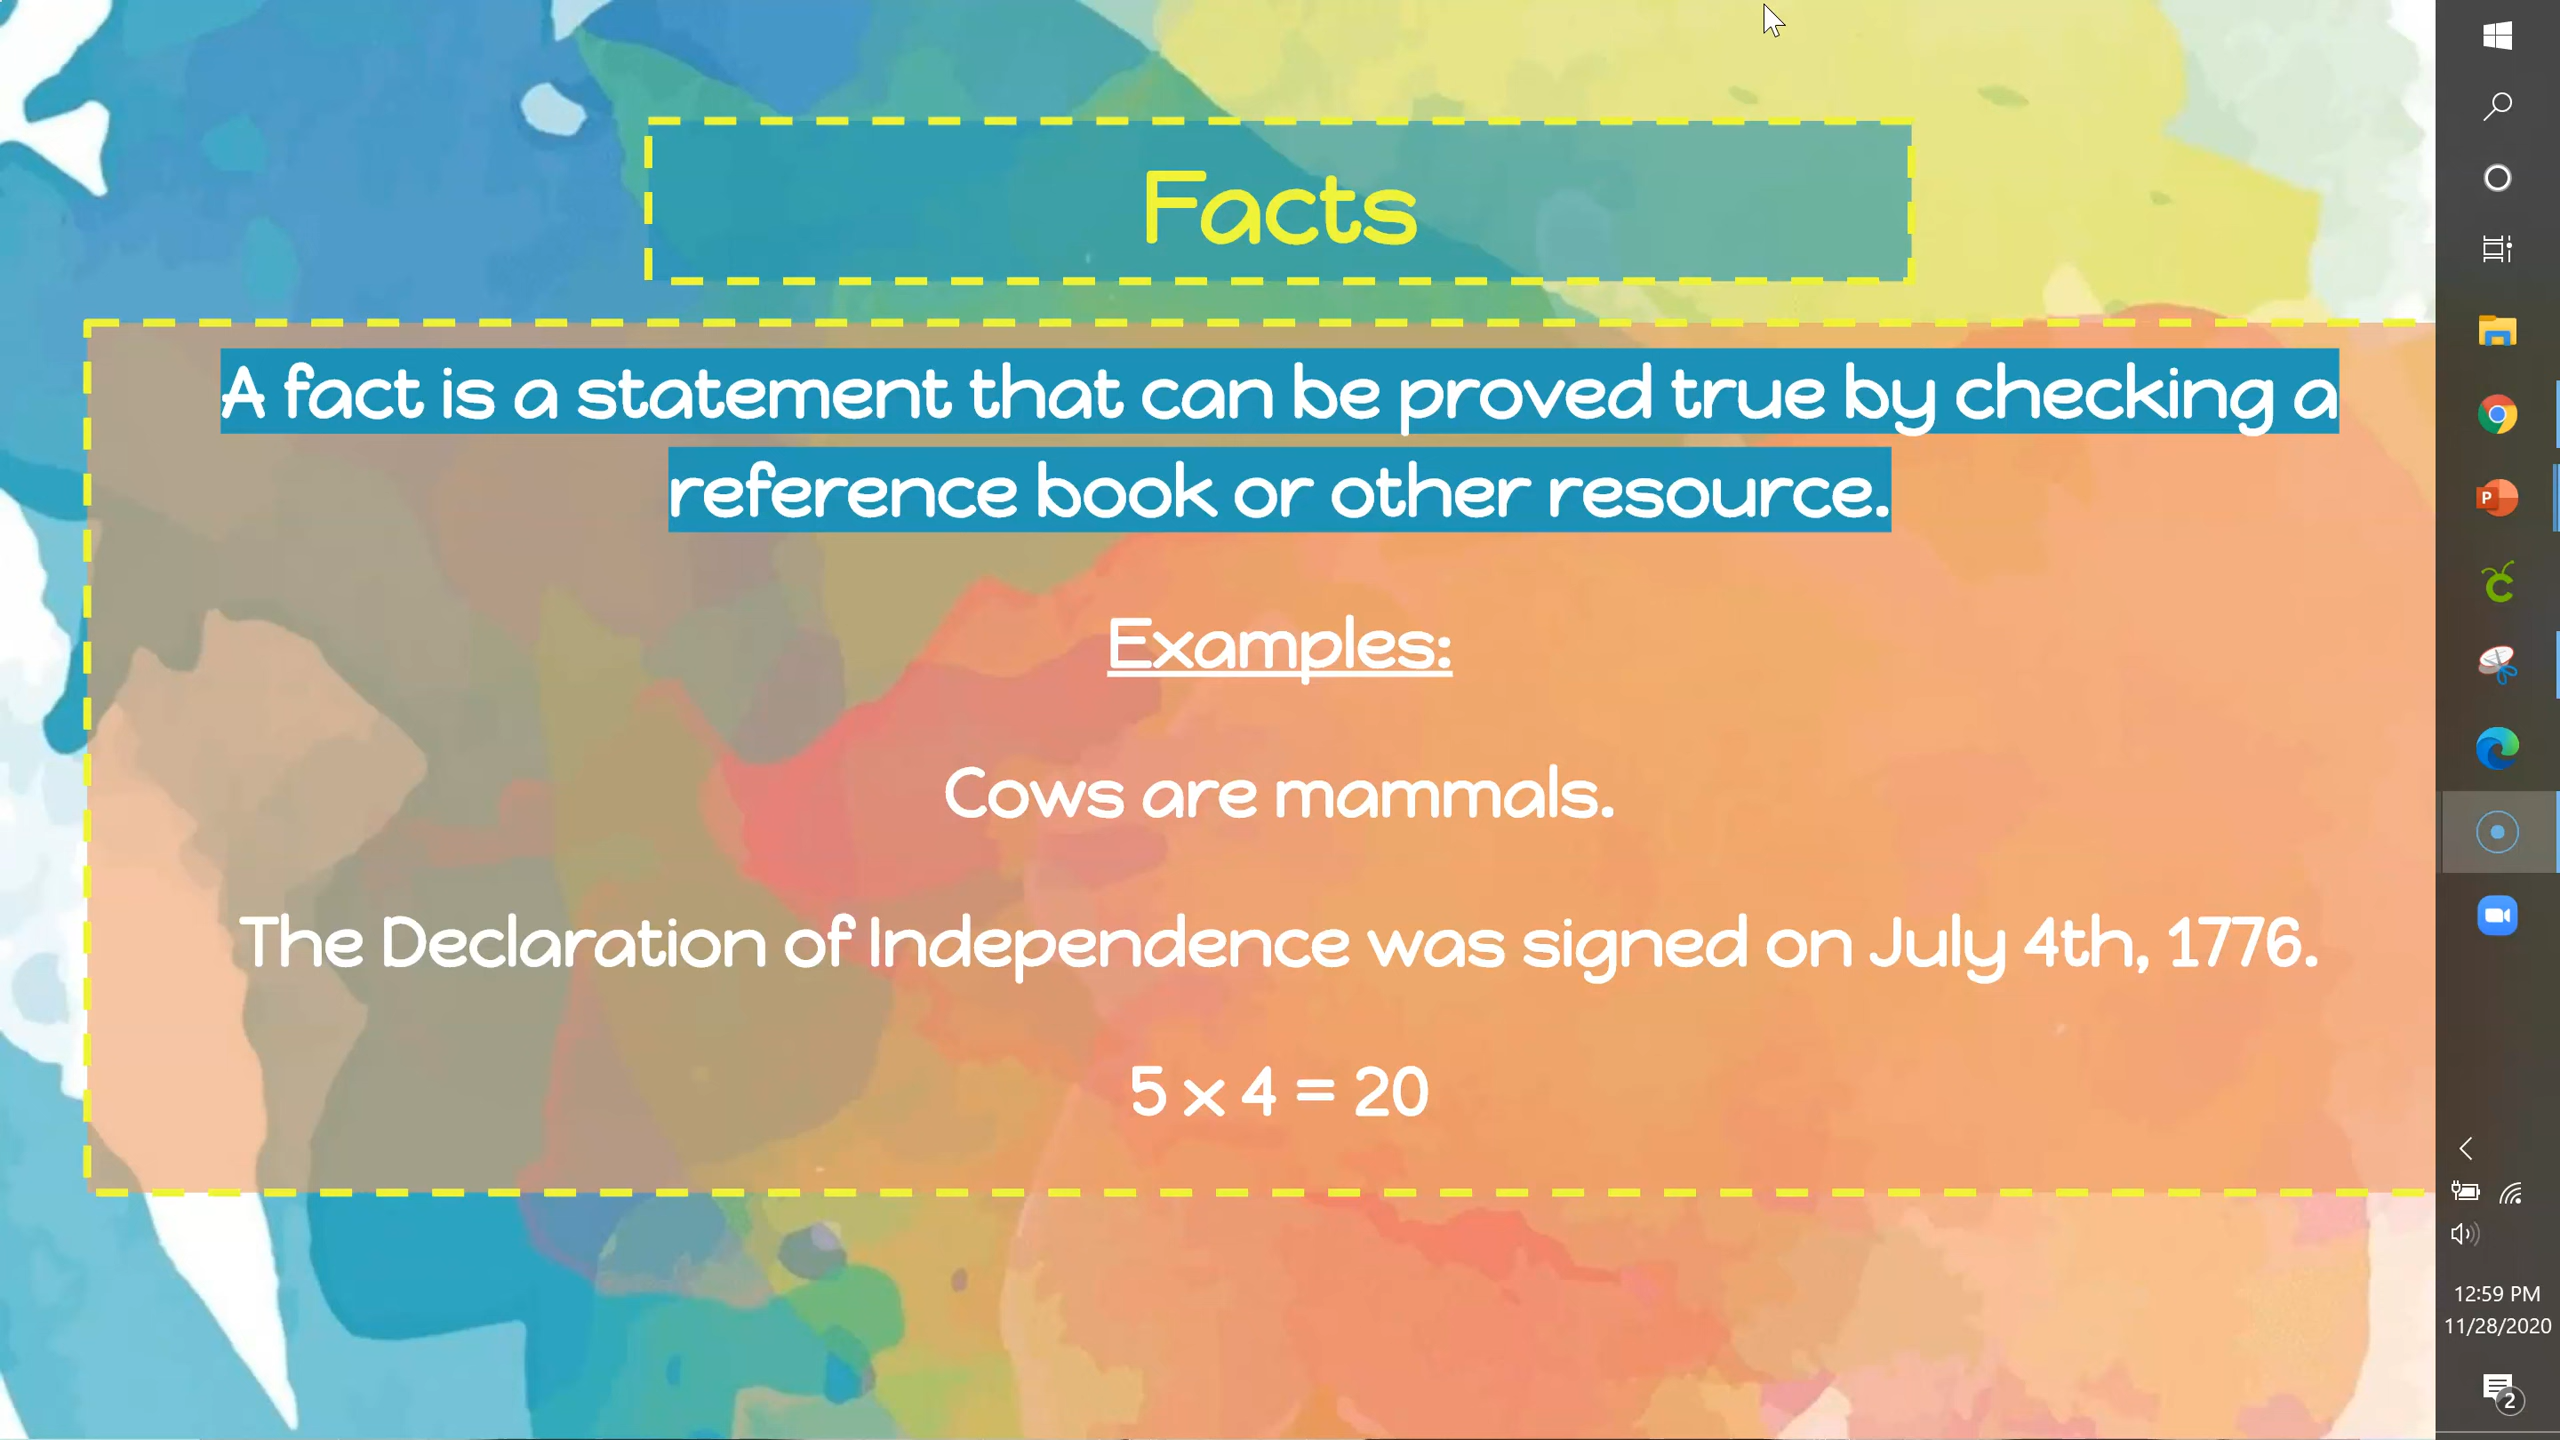 Facts
A fact is a statement that can be proved true by checking a
reference book or other resource.
Examples:
Cows are mammals.
The Declaration of Independence was signed on July 4th, 1776.
5 x 4 = 20
P
12:59 PM
11/28/2020
2